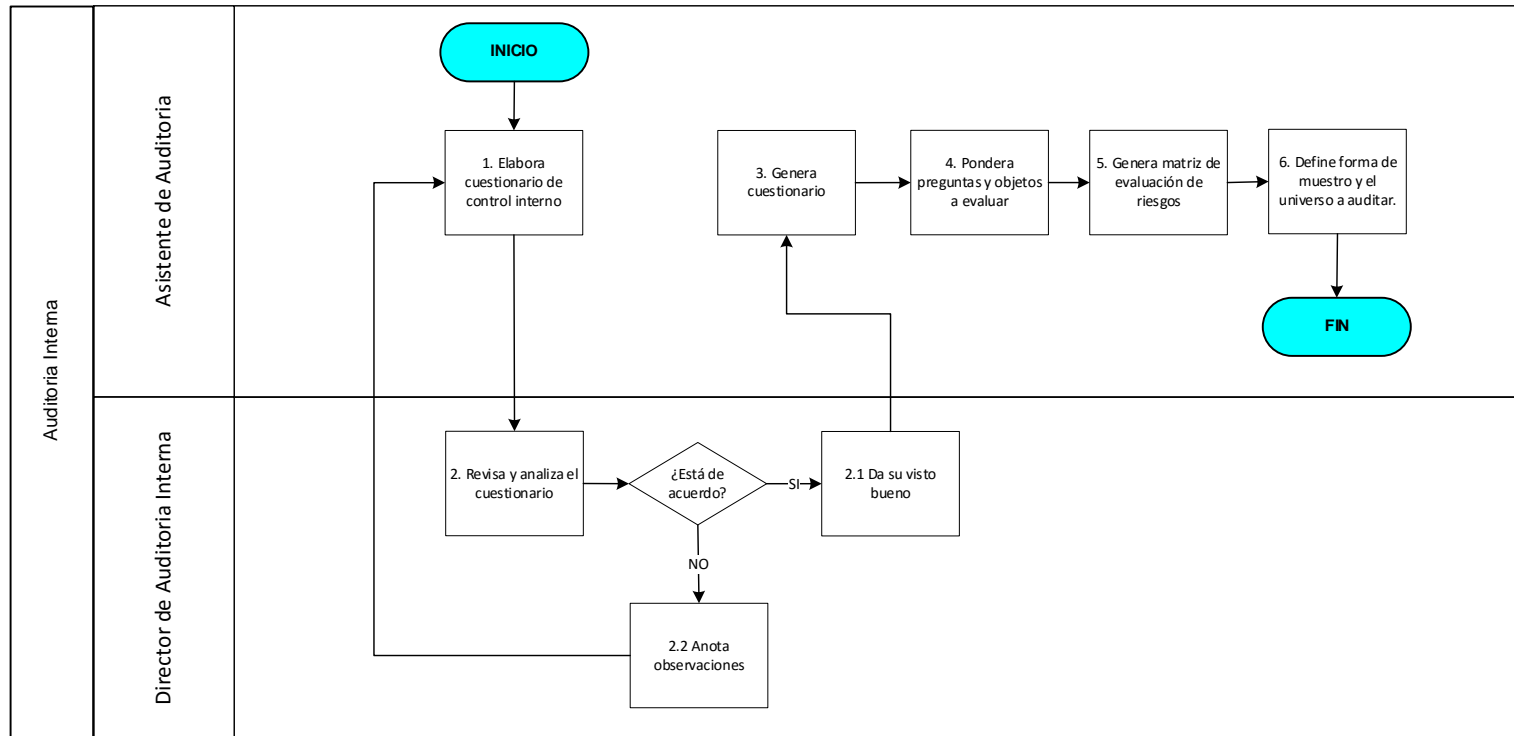 Auditoria Interna
Asistente de Auditoria
INICIO
1. Elabora
cuestionario de
control interno
3. Genera
cuestionario
4. Pondera
preguntas y objetos
a evaluar
5. Genera matriz de
evaluación de
riesgos
6. Define forma de
muestro y el
universo a auditar.
FIN
Director de Auditoria Interna
2. Revisa y analiza el
cuestionario
¿Está de
acuerdo?
SI
2.1 Da su visto
bueno
NO
2.2 Anota
observaciones